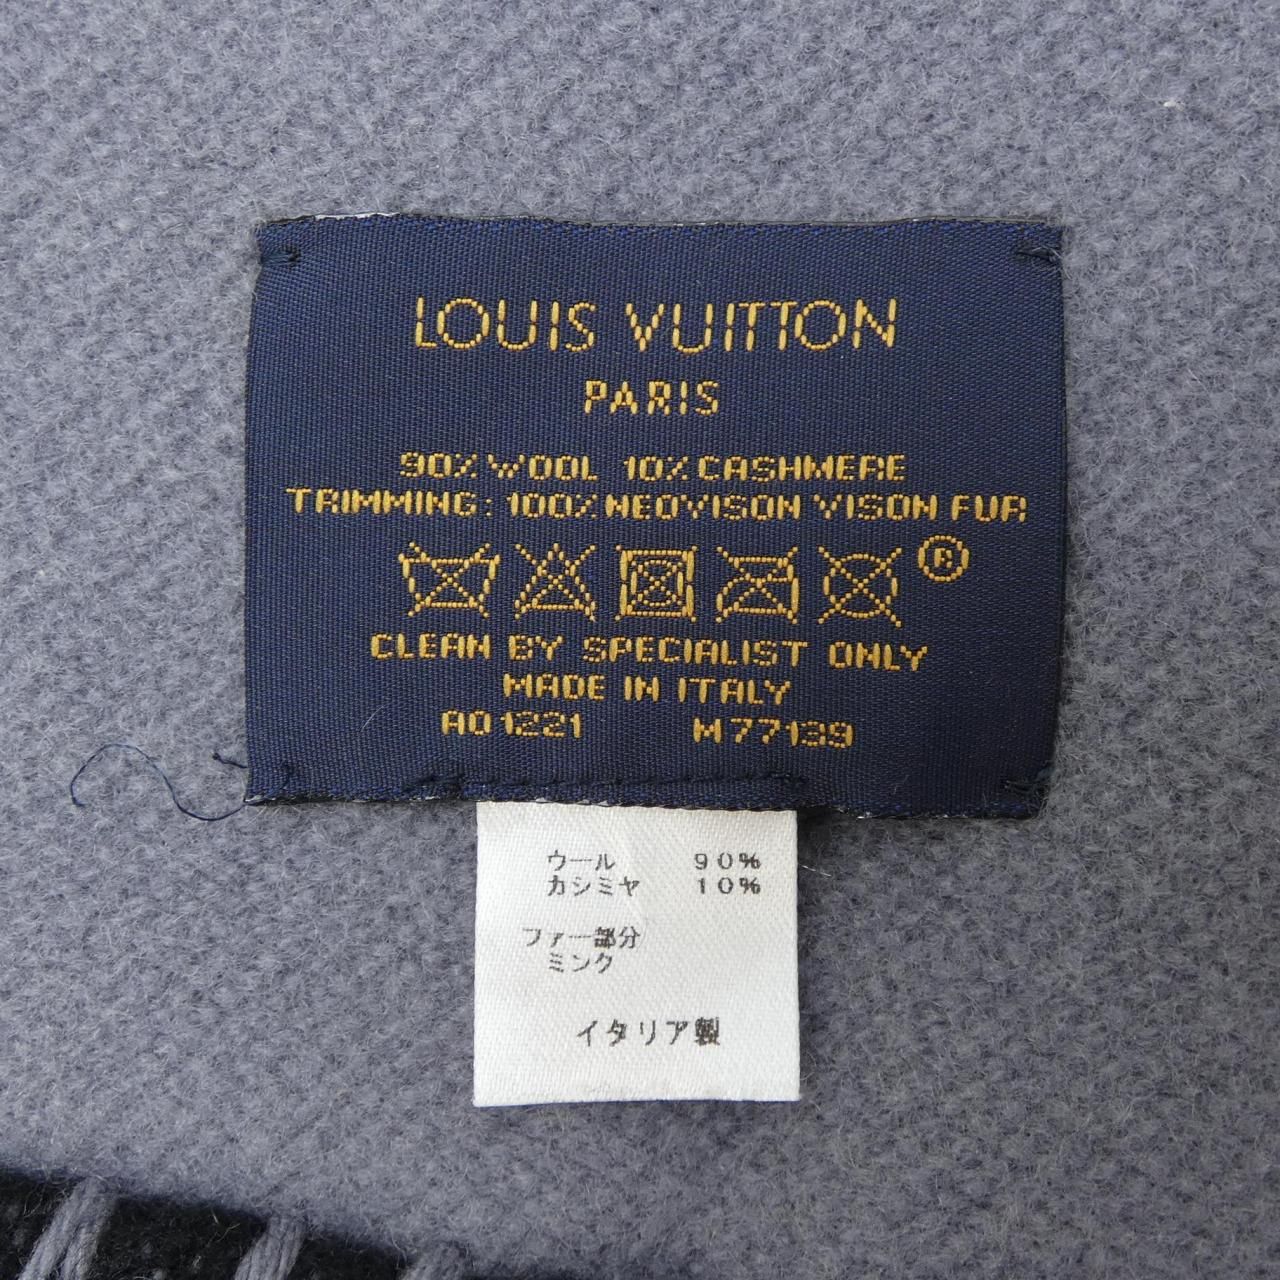 LOUIS VUITTON
PARIS
90% WOOL 10% CASHMERE
TRIMMING: 100% NEOVISON VISON FUR
®
CLEAN BY SPECIALIST ONLY
MADE IN ITALY
AO1221 M77139
ウール 90%
カシミヤ 10%
ファー部分
ミンク
イタリア製